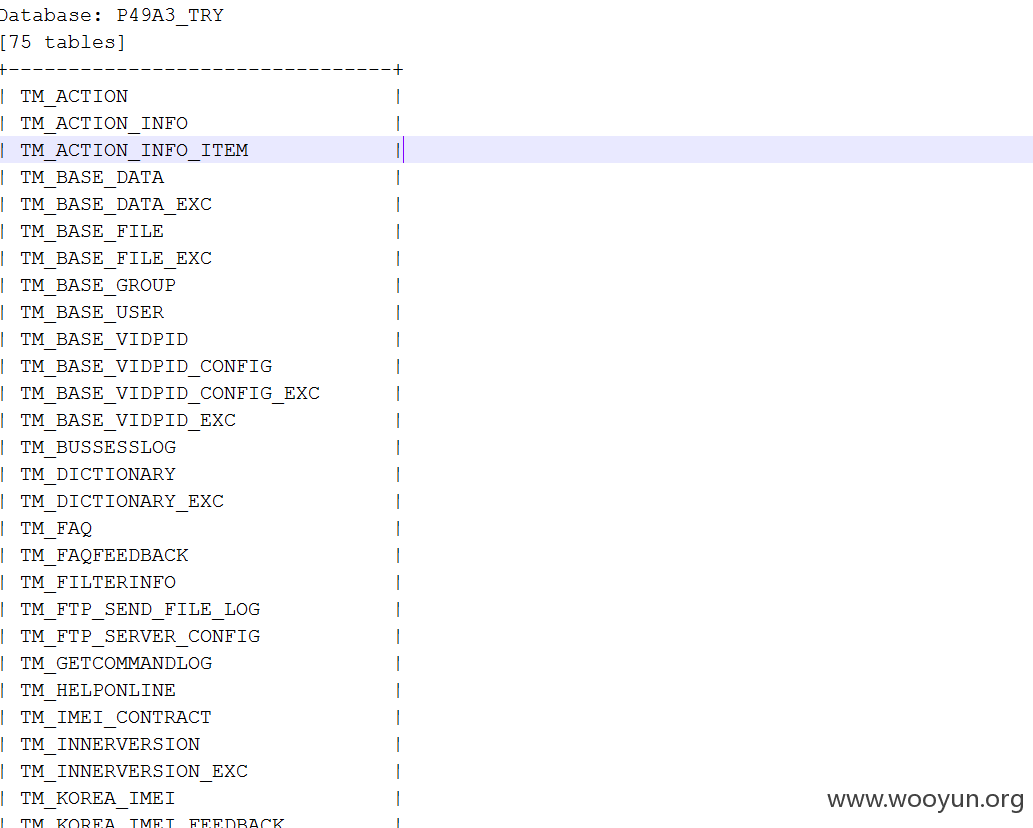 Database: P49A3_TRY
[75 tables]
+--------------------------------+
| TM_ACTION |
| TM_ACTION_INFO |
| TM_ACTION_INFO_ITEM |
| TM_BASE_DATA |
| TM_BASE_DATA_EXC |
| TM_BASE_FILE |
| TM_BASE_FILE_EXC |
| TM_BASE_GROUP |
| TM_BASE_USER |
| TM_BASE_VIDPID |
| TM_BASE_VIDPID_CONFIG |
| TM_BASE_VIDPID_CONFIG_EXC |
| TM_BASE_VIDPID_EXC |
| TM_BUSSESSLOG |
| TM_DICTIONARY |
| TM_DICTIONARY_EXC |
| TM_FAQ |
| TM_FAQFEEDBACK |
| TM_FILTERINFO |
| TM_FTP_SEND_FILE_LOG |
| TM_FTP_SERVER_CONFIG |
| TM_GETCOMMANDLOG |
| TM_HELPONLINE |
| TM_IMEI_CONTRACT |
| TM_INNERVERSION |
| TM_INNERVERSION_EXC |
| TM_KOREA_IMEI |
| TM_KOREA_IMEI_FEEDBACK |
www.wooyun.org